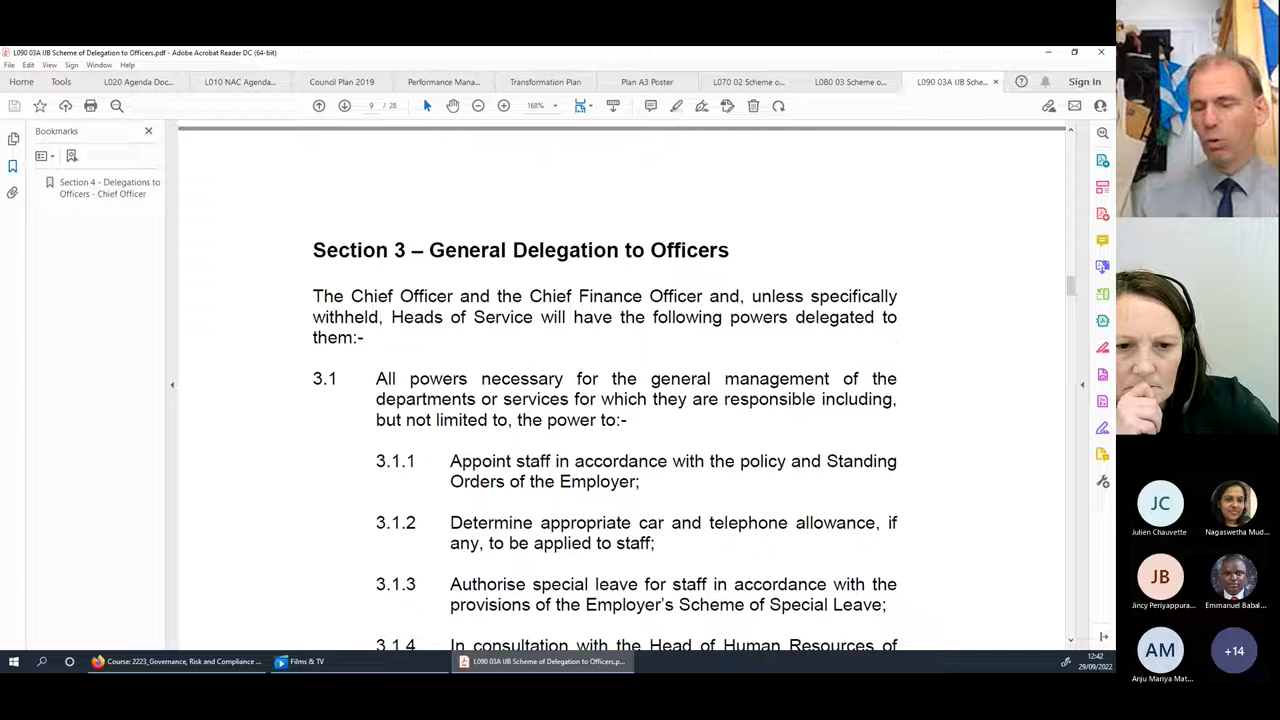 L090 03A IJB Scheme of Delegation to Officers.pdf - Adobe Acrobat Reader DC (64-bit)
File Edit View Sign Window Help
Home Tools L020 Agenda Doc... L010 NAC Agenda... Council Plan 2019 Performance Mana... Transformation Plan Plan A3 Poster L070 02 Scheme o... L080 03 Scheme o... L090 03A IJB Sche... × Sign In
9 / 28 168%
Bookmarks
Section 4 - Delegations to
Officers - Chief Officer
Section 3 – General Delegation to Officers
The Chief Officer and the Chief Finance Officer and, unless specifically
withheld, Heads of Service will have the following powers delegated to
them:-
3.1 All powers necessary for the general management of the
departments or services for which they are responsible including,
but not limited to, the power to:-
3.1.1 Appoint staff in accordance with the policy and Standing
Orders of the Employer;
3.1.2 Determine appropriate car and telephone allowance, if
any, to be applied to staff;
3.1.3 Authorise special leave for staff in accordance with the
provisions of the Employer's Scheme of Special Leave;
3.1.4 In consultation with the Head of Human Resources of
JC
Julien Chauvette
Nagaswetha Mud...
JB
Jincy Periyappura...
Emmanuel Babal...
AM
Anju Mariya Mat...
+14
Course: 2223_Governance, Risk and Compliance ...
Films & TV
L090 03A IJB Scheme of Delegation to Officers.p...
12:42
29/09/2022